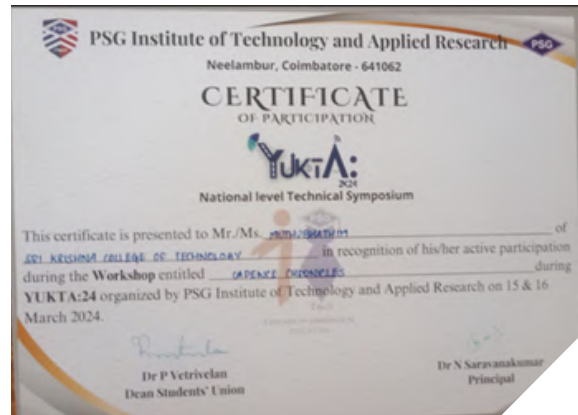 PSG Institute of Technology and Applied Research
PSG
Neelambur, Coimbatore - 641062
CERTIFICATE
OF PARTICIPATION
YUKTA:
2K24
National level Technical Symposium
This certificate is presented to Mr./Ms. of
SRI KRISHNA COLLEGE OF TECHNOLOGY in recognition of his/her active participation
during the Workshop entitled CADENCE CHRONICLES during
YUKTA:24 organized by PSG Institute of Technology and Applied Research on 15 & 16
March 2024.
Dr P Vetrivelan
Dean Students' Union
Dr N Saravanakumar
Principal